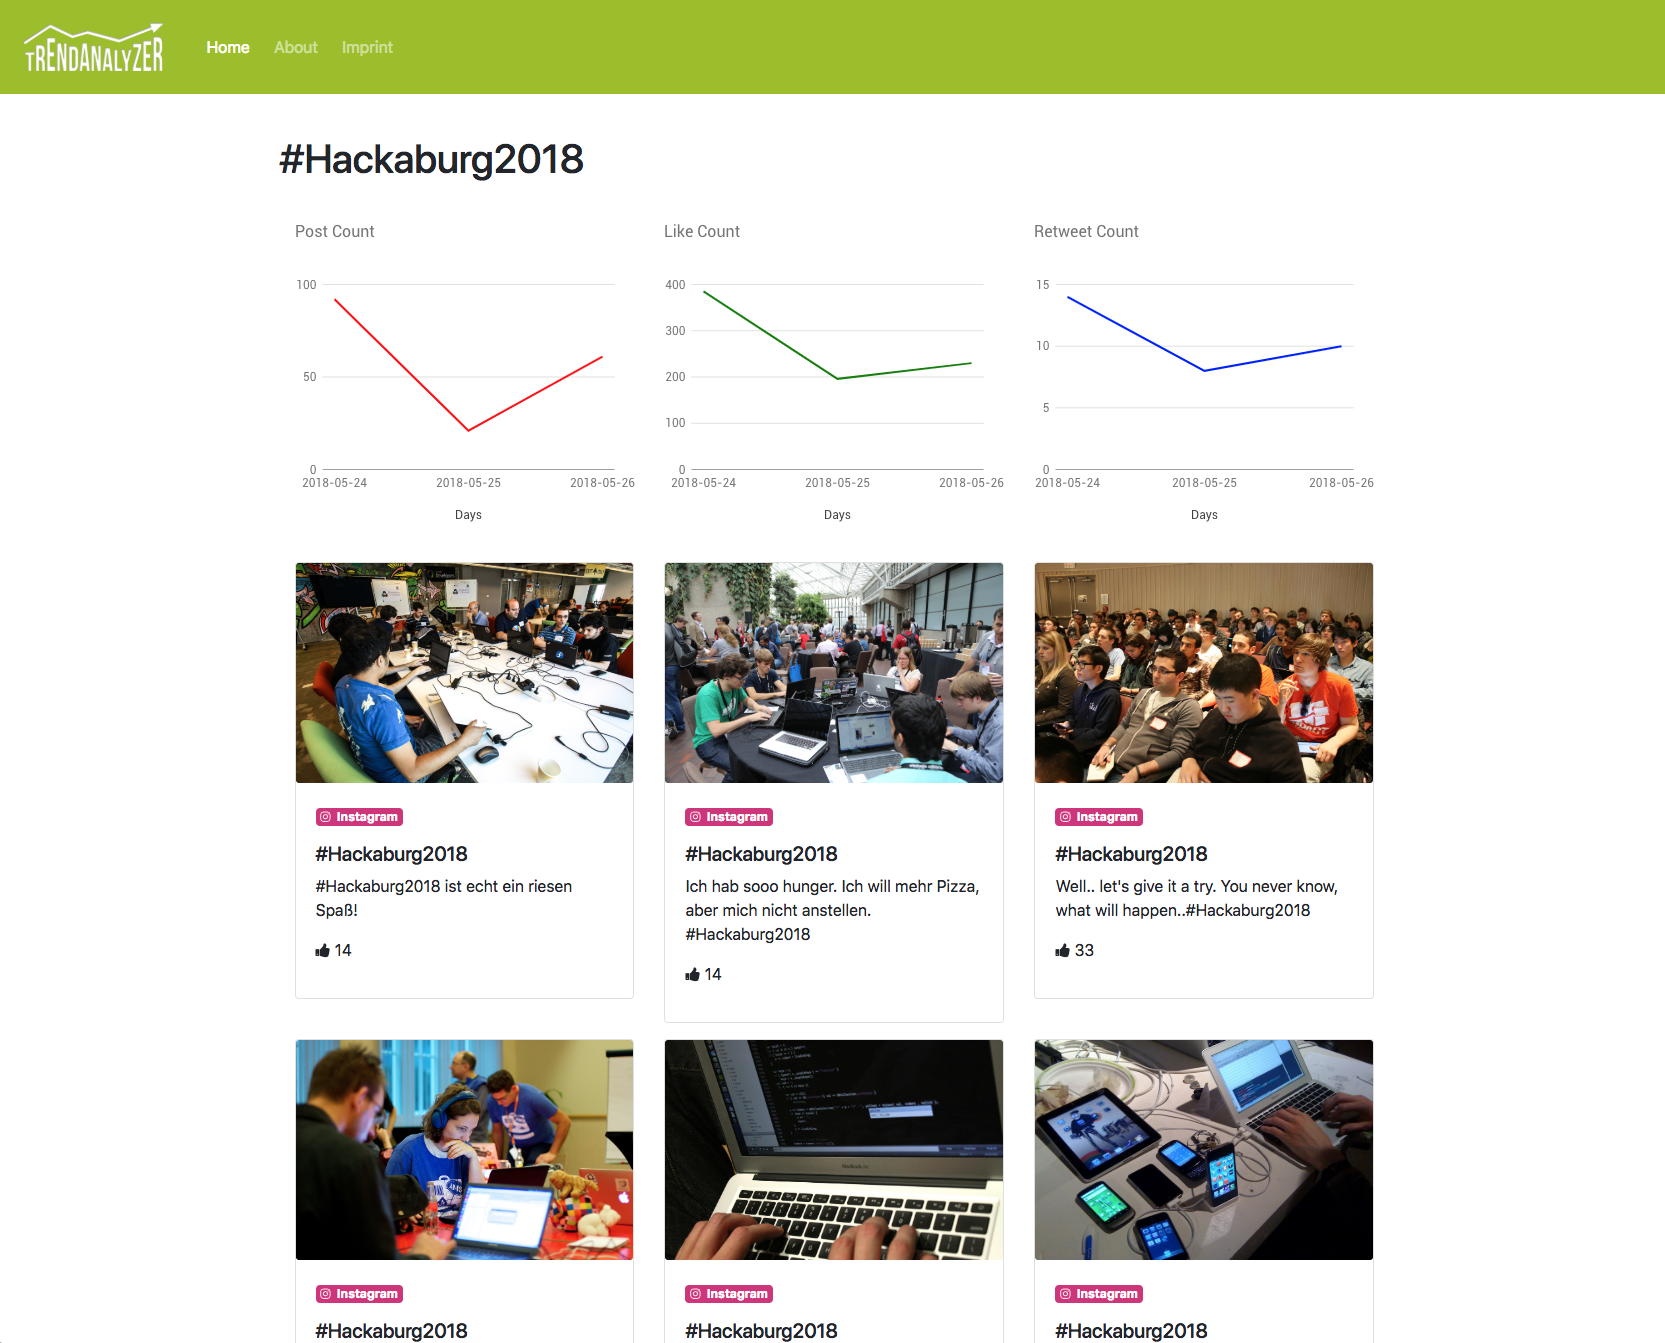 TRENDANALYZER
Home About Imprint
#Hackaburg2018
Post Count
100
50
0
2018-05-24 2018-05-25 2018-05-26
Days
Like Count
400
300
200
100
0
2018-05-24 2018-05-25 2018-05-26
Days
Retweet Count
15
10
5
0
2018-05-24 2018-05-25 2018-05-26
Days
Instagram
#Hackaburg2018
#Hackaburg2018 ist echt ein riesen
Spaß!
14
Instagram
#Hackaburg2018
Ich hab sooo hunger. Ich will mehr Pizza,
aber mich nicht anstellen.
#Hackaburg2018
14
Instagram
#Hackaburg2018
Well.. let's give it a try. You never know,
what will happen..#Hackaburg2018
33
Instagram
#Hackaburg2018
MacBook Air
Instagram
#Hackaburg2018
Instagram
#Hackaburg2018